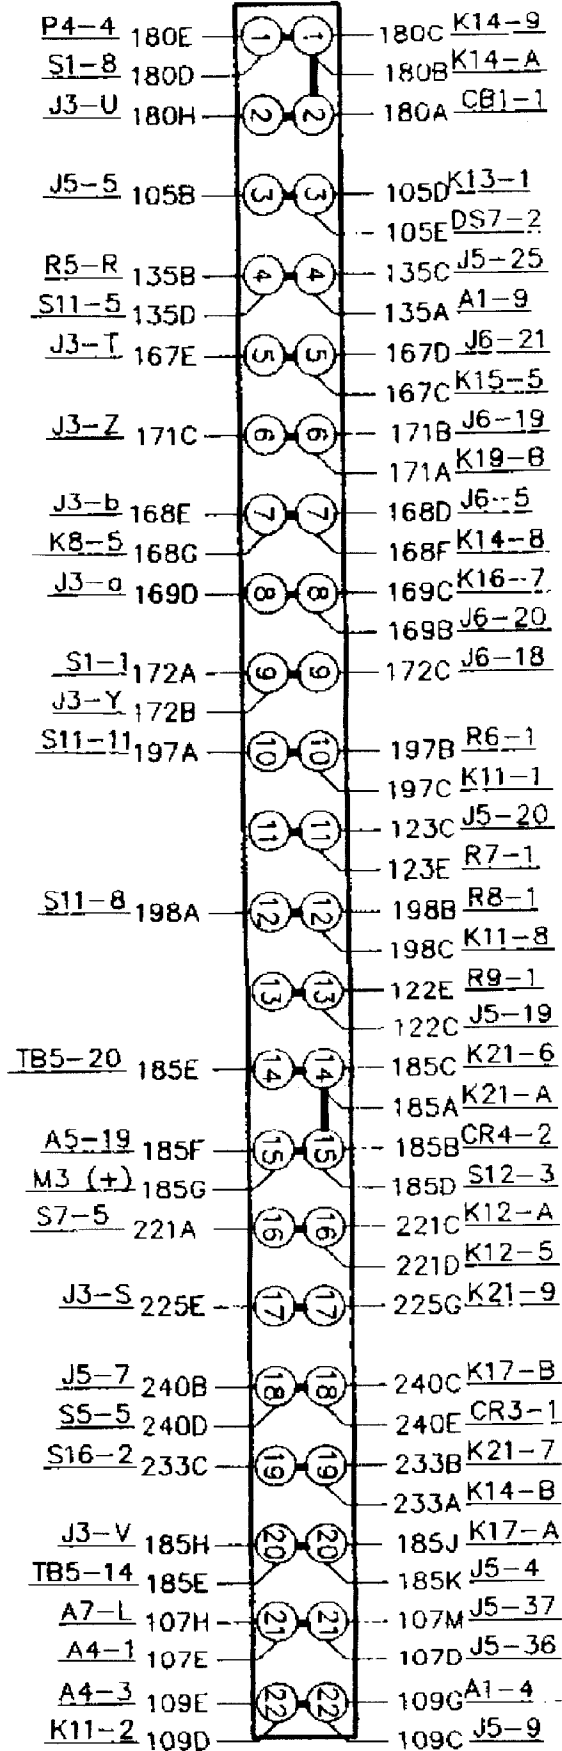 P4-4 180E 1 1 180C K14-9
S1-8 180D 180B K14-A
J3-U 180H 2 2 180A CB1-1
J5-5 105B 3 3 105D K13-1
105E DS7-2
R5-R 135B 4 4 135C J5-25
S11-5 135D 135A A1-9
J3-T 167E 5 5 167D J6-21
167C K15-5
J3-Z 171C 6 6 171B J6-19
171A K19-B
J3-b 168E 7 7 168D J6-5
K8-5 168G 168F K14-8
J3-a 169D 8 8 169C K16-7
169B J6-20
S1-1 172A 9 9 172C J6-18
J3-Y 172B
S11-11 197A 10 10 197B R6-1
197C K11-1
11 11 123C J5-20
123E R7-1
S11-8 198A 12 12 198B R8-1
198C K11-8
13 13 122E R9-1
122C J5-19
TB5-20 185E 14 14 185C K21-6
185A K21-A
A5-19 185F 15 15 185B CR4-2
M3 (+) 185G 185D S12-3
S7-5 221A 16 16 221C K12-A
221D K12-5
J3-S 225E 17 17 225G K21-9
J5-7 240B 18 18 240C K17-B
S5-5 240D 240E CR3-1
S16-2 233C 19 19 233B K21-7
233A K14-B
J3-V 185H 20 20 185J K17-A
TB5-14 185E 185K J5-4
A7-L 107H 21 21 107M J5-37
A4-1 107E 107D J5-36
A4-3 109E 22 22 109G A1-4
K11-2 109D 109C J5-9